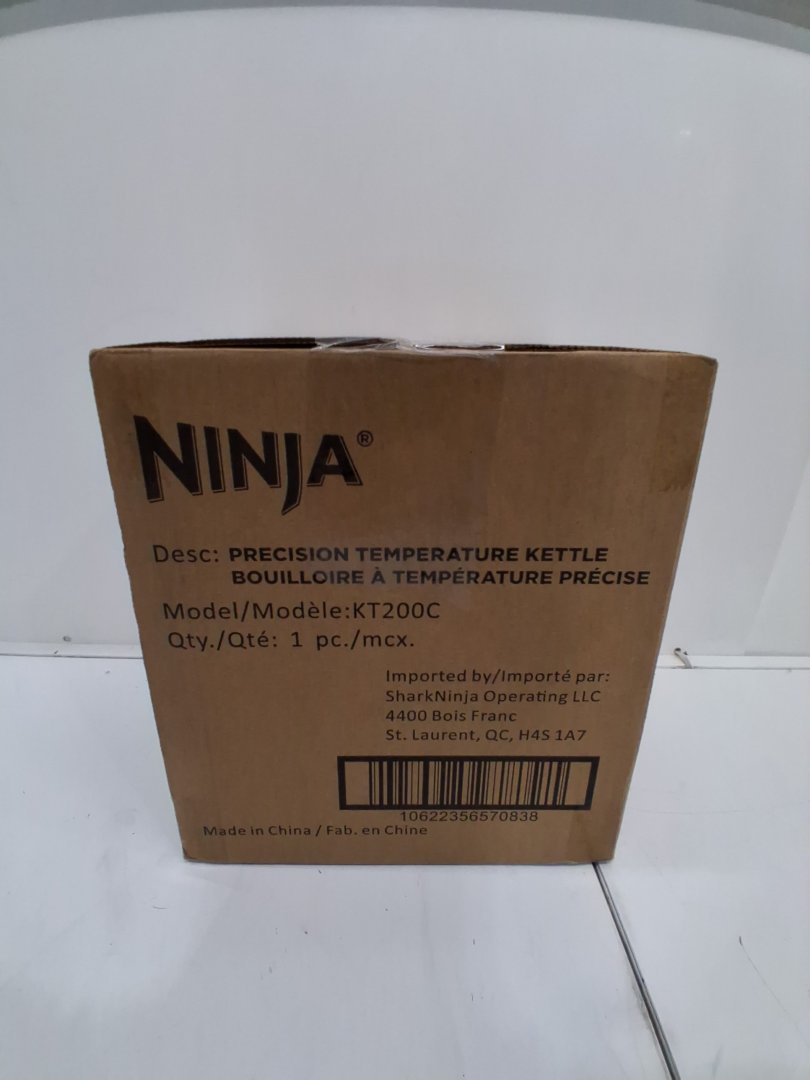 NINJA®
Desc: PRECISION TEMPERATURE KETTLE
BOUILLOIRE À TEMPÉRATURE PRÉCISE
Model/Modèle:KT200C
Qty./Qté: 1 pc./mcx.
Imported by/Importé par:
SharkNinja Operating LLC
4400 Bois Franc
St. Laurent, QC, H4S 1A7
10622356570838
Made in China / Fab. en Chine